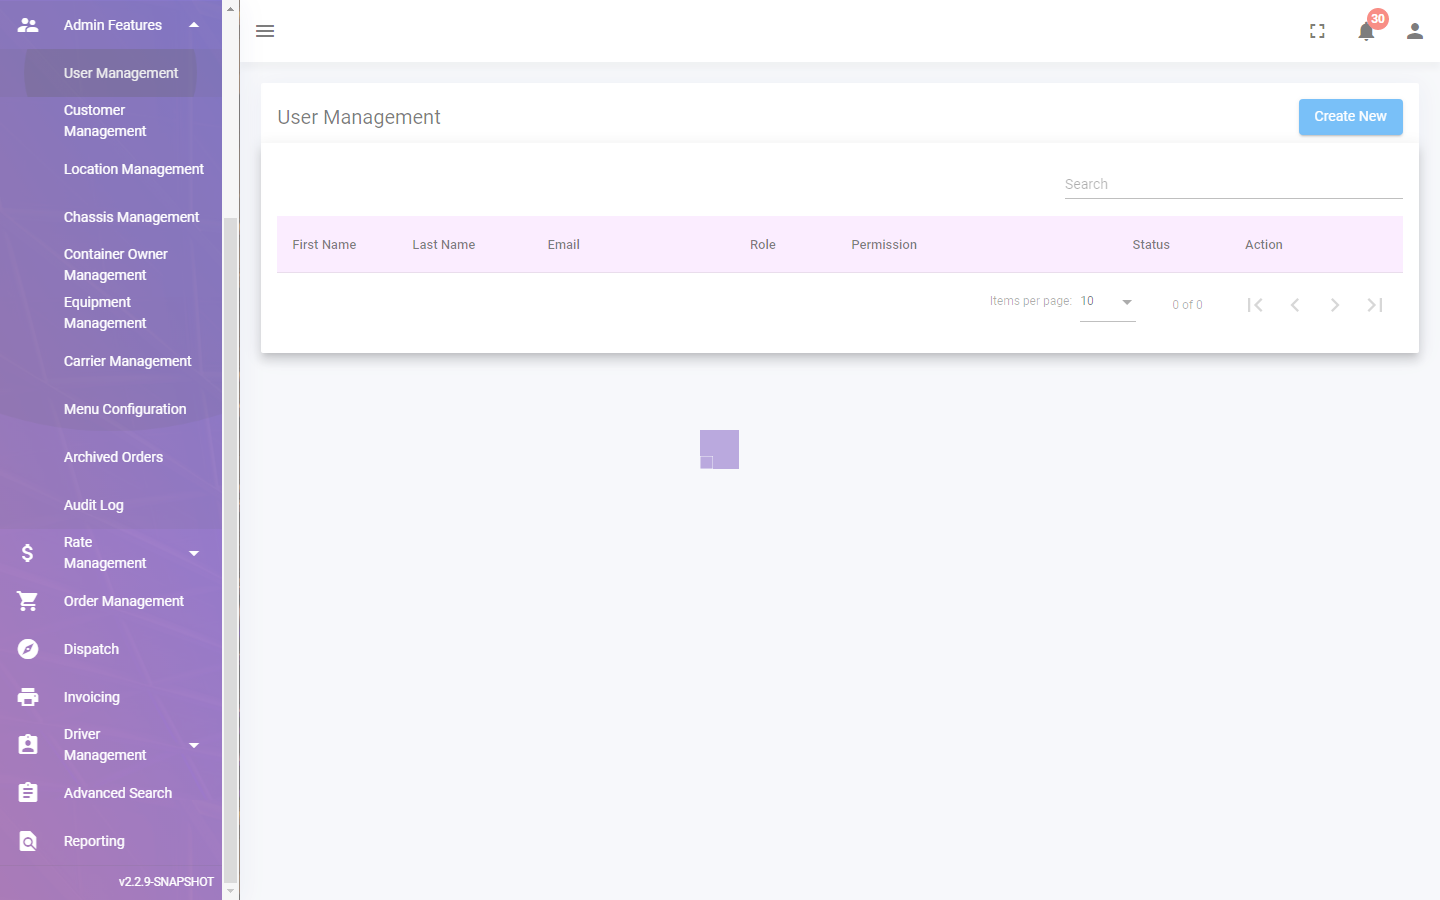 Admin Features
User Management
Customer
Management
Location Management
Chassis Management
Container Owner
Management
Equipment
Management
Carrier Management
Menu Configuration
Archived Orders
Audit Log
Rate
Management
Order Management
Dispatch
Invoicing
Driver
Management
Advanced Search
Reporting
v2.2.9-SNAPSHOT
30
User Management
Create New
Search
First Name Last Name Email Role Permission Status Action
Items per page: 10 0 of 0